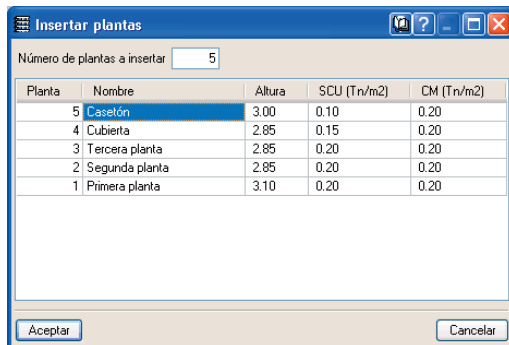 Insertar plantas
Número de plantas a insertar 5
Planta Nombre Altura SCU (Tn/m2) CM (Tn/m2)
5 Casetón 3.00 0.10 0.20
4 Cubierta 2.85 0.15 0.20
3 Tercera planta 2.85 0.20 0.20
2 Segunda planta 2.85 0.20 0.20
1 Primera planta 3.10 0.20 0.20
Aceptar Cancelar